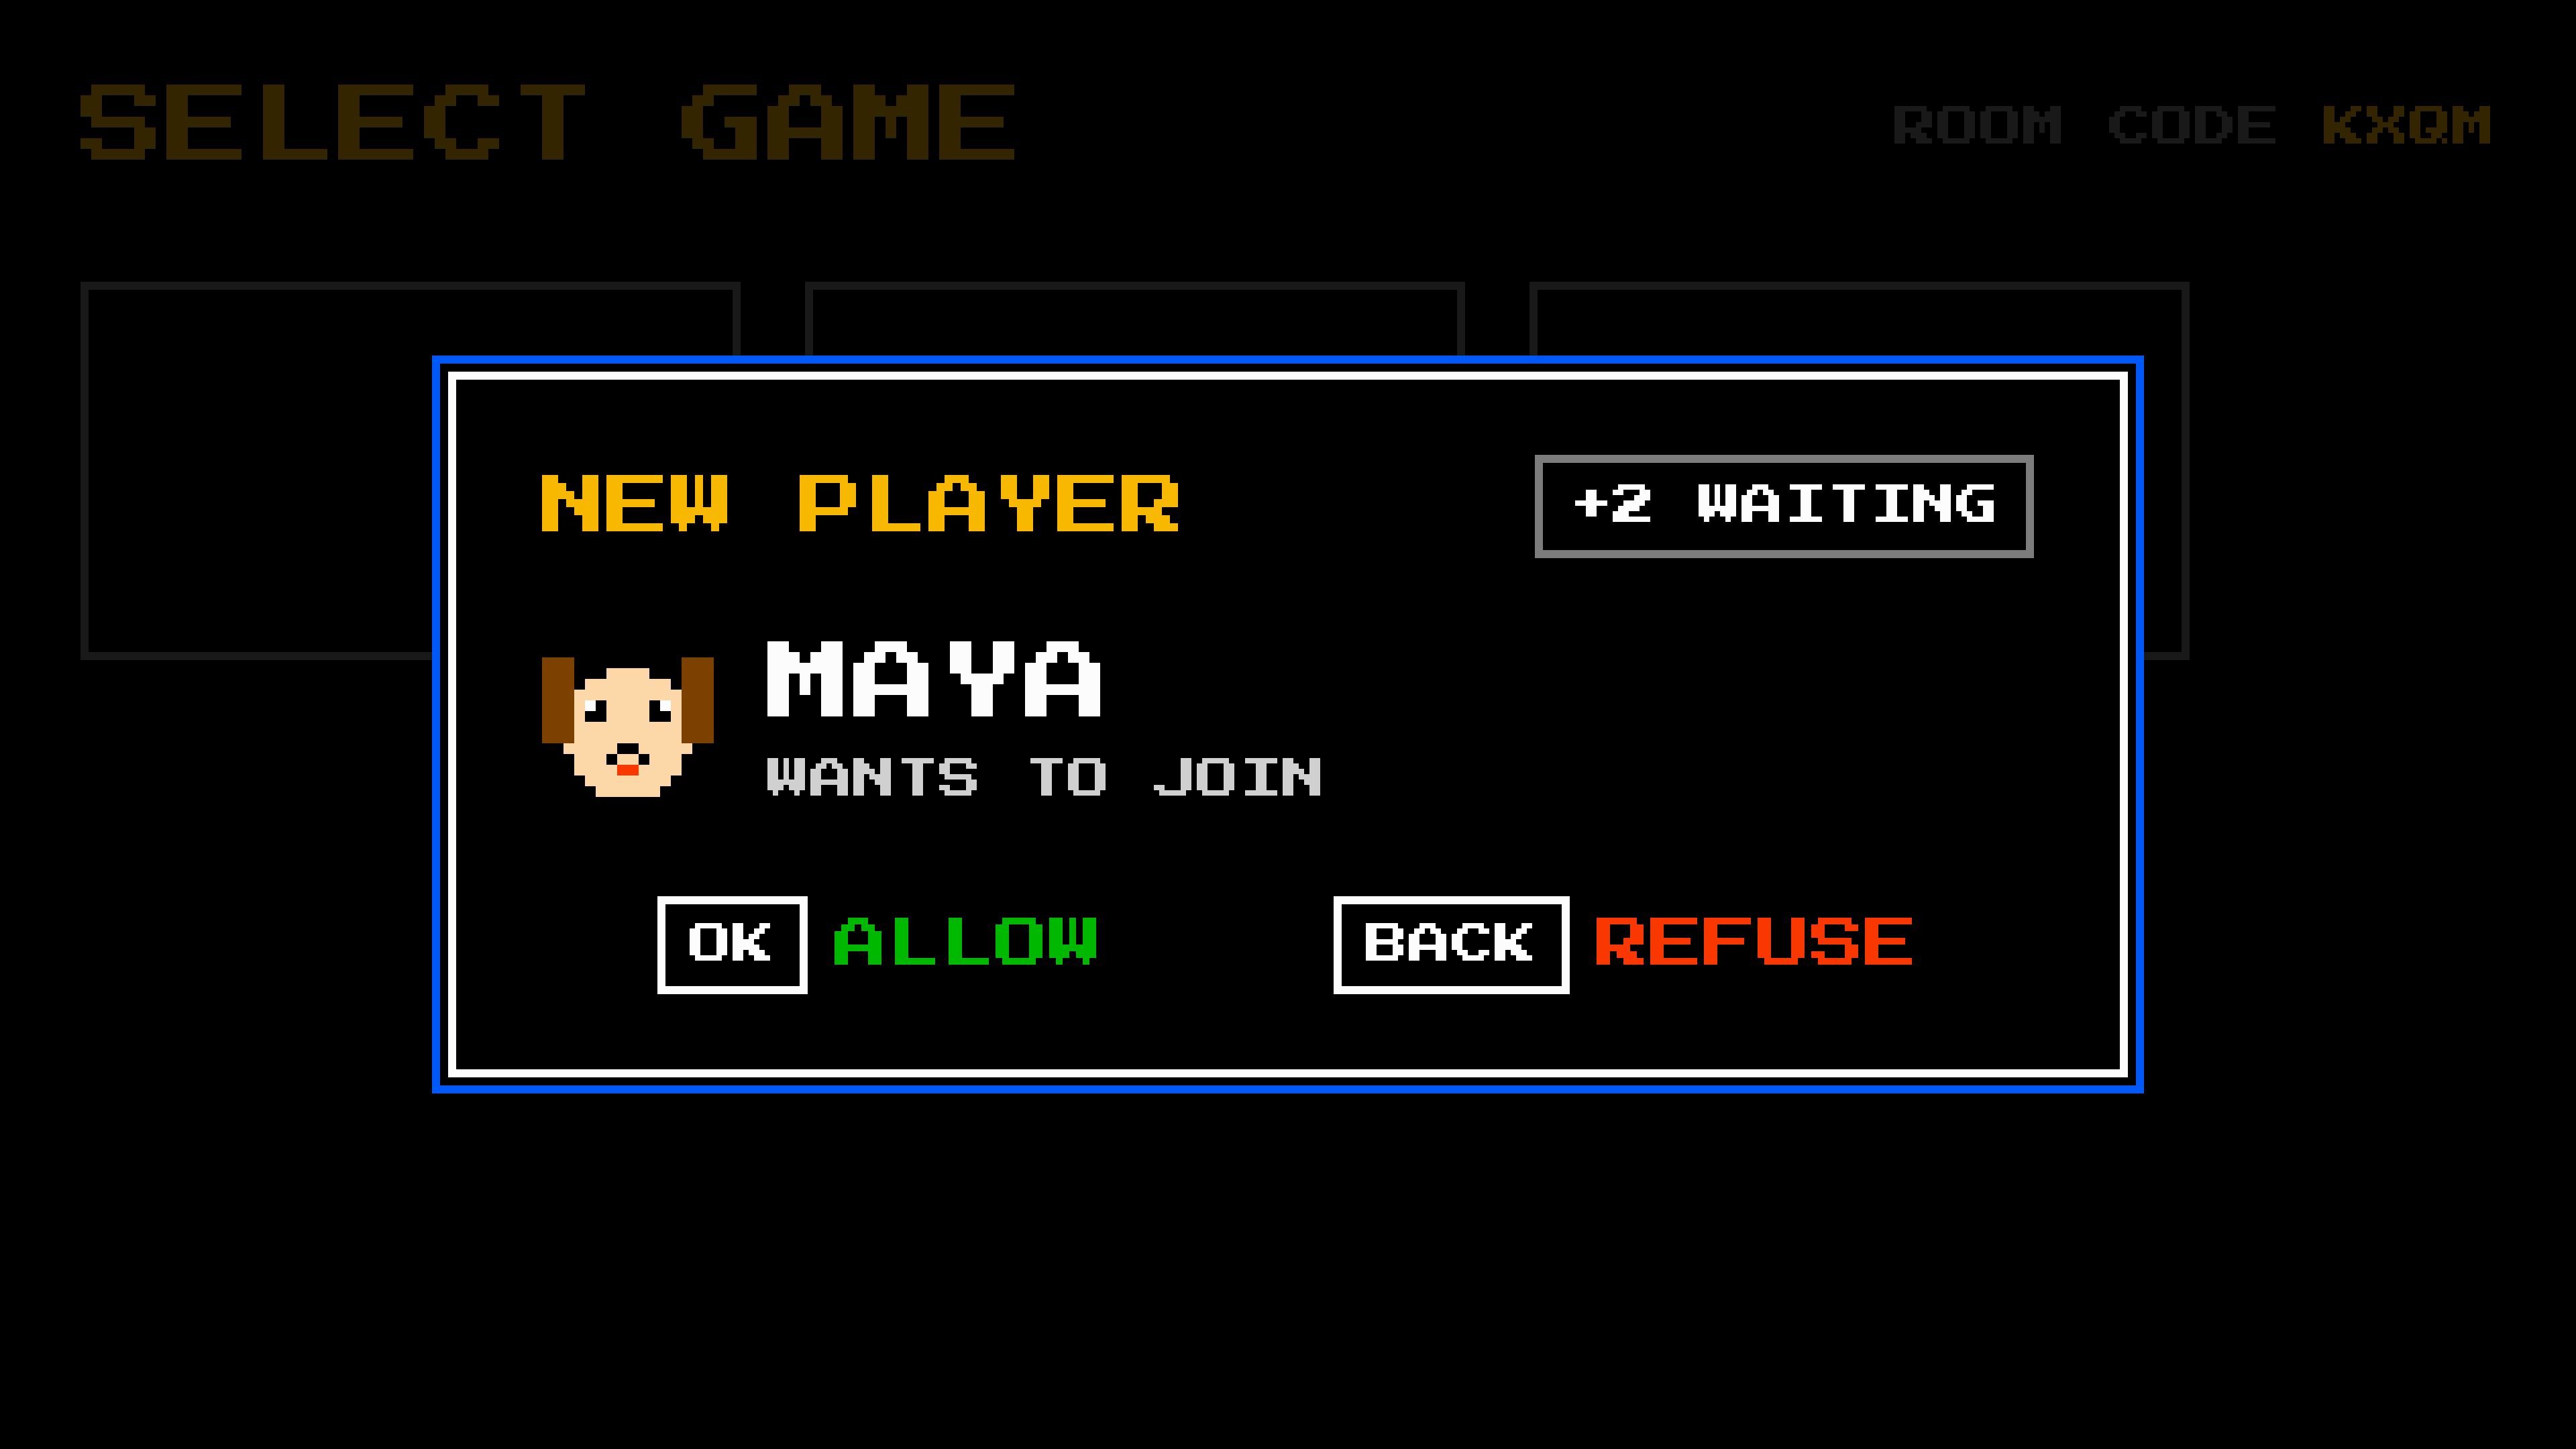 SELECT GAME
ROOM CODE KXQM
NEW PLAYER
+2 WAITING
MAYA
WANTS TO JOIN
OK ALLOW
BACK REFUSE